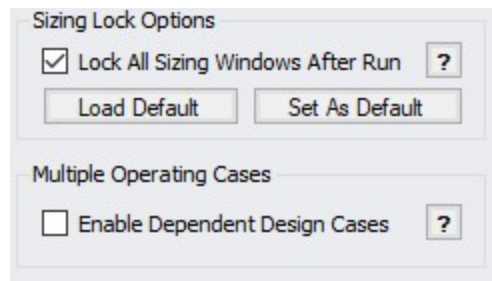 Sizing Lock Options
Lock All Sizing Windows After Run ?
Load Default Set As Default
Multiple Operating Cases
Enable Dependent Design Cases ?